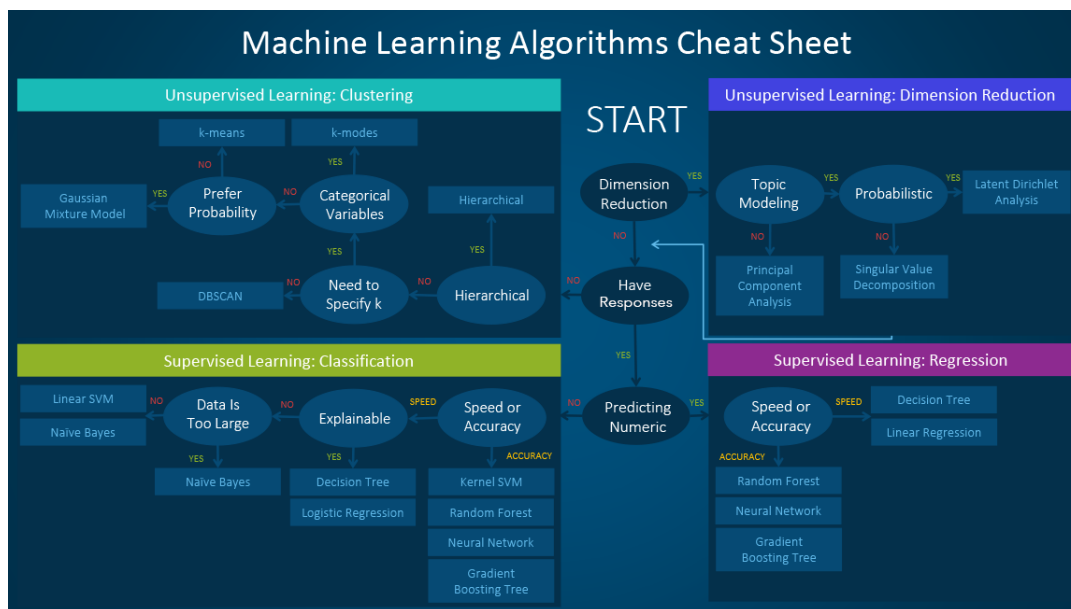 Machine Learning Algorithms Cheat Sheet
Unsupervised Learning: Clustering
k-means
k-modes
NO
YES
Gaussian
Mixture Model
YES
Prefer
Probability
NO
Categorical
Variables
Hierarchical
YES
YES
DBSCAN
NO
Need to
Specify k
NO
Hierarchical
START
Dimension
Reduction
YES
NO
NO
Have
Responses
YES
NO
Predicting
Numeric
YES
Unsupervised Learning: Dimension Reduction
Topic
Modeling
YES
Probabilistic
YES
Latent Dirichlet
Analysis
NO
NO
Principal
Component
Analysis
Singular Value
Decomposition
Supervised Learning: Classification
Linear SVM
Naïve Bayes
NO
Data Is
Too Large
NO
Explainable
SPEED
Speed or
Accuracy
YES
YES
ACCURACY
Naïve Bayes
Decision Tree
Logistic Regression
Kernel SVM
Random Forest
Neural Network
Gradient
Boosting Tree
Supervised Learning: Regression
Speed or
Accuracy
SPEED
Decision Tree
Linear Regression
ACCURACY
Random Forest
Neural Network
Gradient
Boosting Tree